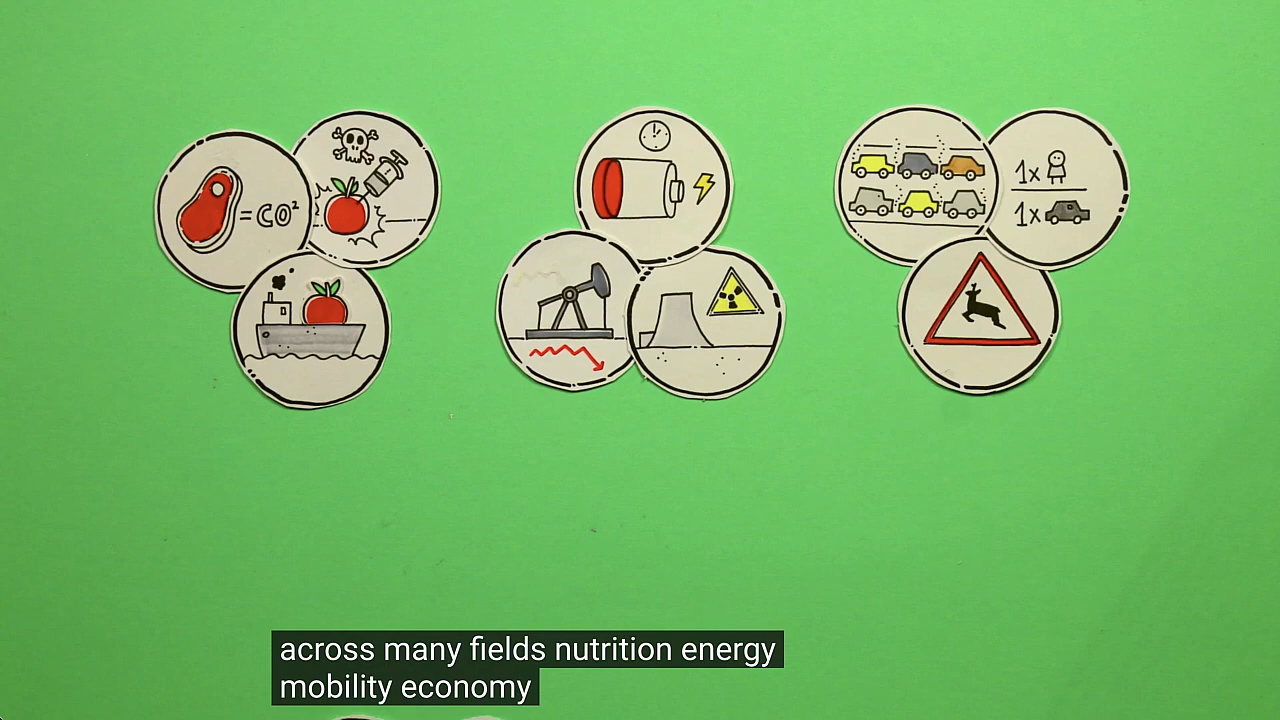 =CO²
1x
1x
across many fields nutrition energy
mobility economy